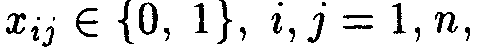 x_{ij} ∈ {0, 1}, i, j = 1, n,